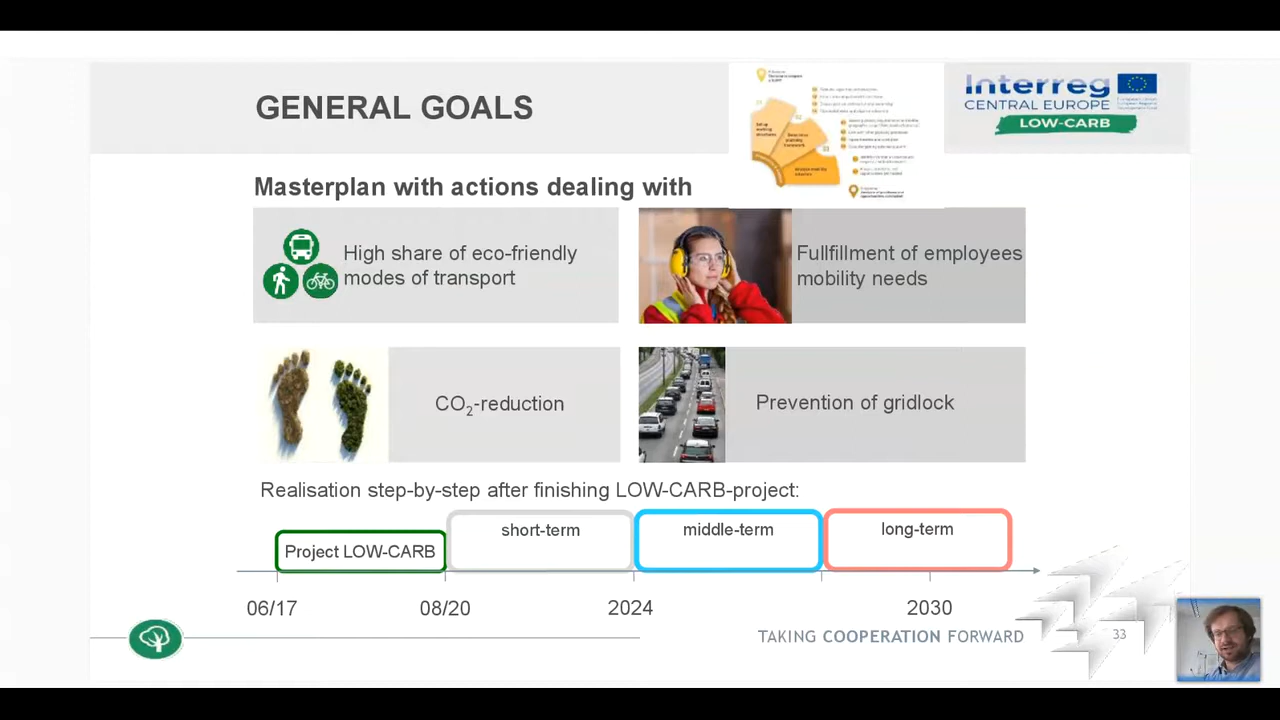 GENERAL GOALS
Interreg
CENTRAL EUROPE
LOW-CARB
Masterplan with actions dealing with
High share of eco-friendly
modes of transport
Fullfillment of employees
mobility needs
CO₂-reduction
Prevention of gridlock
Realisation step-by-step after finishing LOW-CARB-project:
Project LOW-CARB
short-term
middle-term
long-term
06/17
08/20
2024
2030
TAKING COOPERATION FORWARD
33